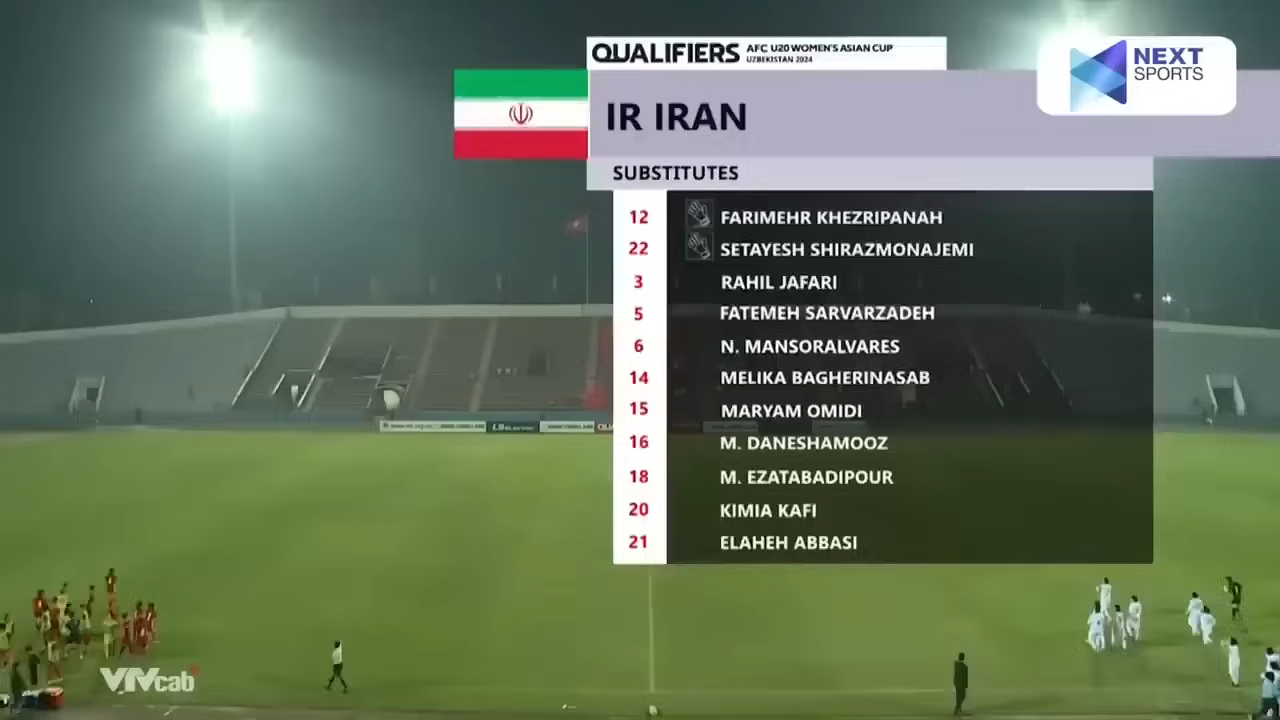 QUALIFIERS AFC U20 WOMEN'S ASIAN CUP
UZBEKISTAN 2024
NEXT
SPORTS
IR IRAN
SUBSTITUTES
12 FARIMEHR KHEZRIPANAH
22 SETAYESH SHIRAZMONAJEMI
3 RAHIL JAFARI
5 FATEMEH SARVARZADEH
6 N. MANSORALVARES
14 MELIKA BAGHERINASAB
15 MARYAM OMIDI
16 M. DANESHAMOOZ
18 M. EZATABADIPOUR
20 KIMIA KAFI
21 ELAHEH ABBASI
VTVcab